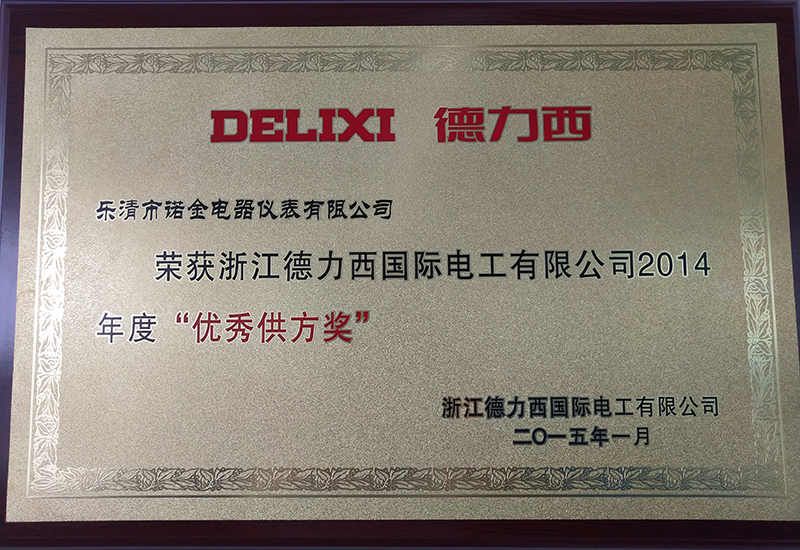 DELIXI 德力西
乐清市诺金电器仪表有限公司
荣获浙江德力西国际电工有限公司2014
年度“优秀供方奖”
浙江德力西国际电工有限公司
二〇一五年一月